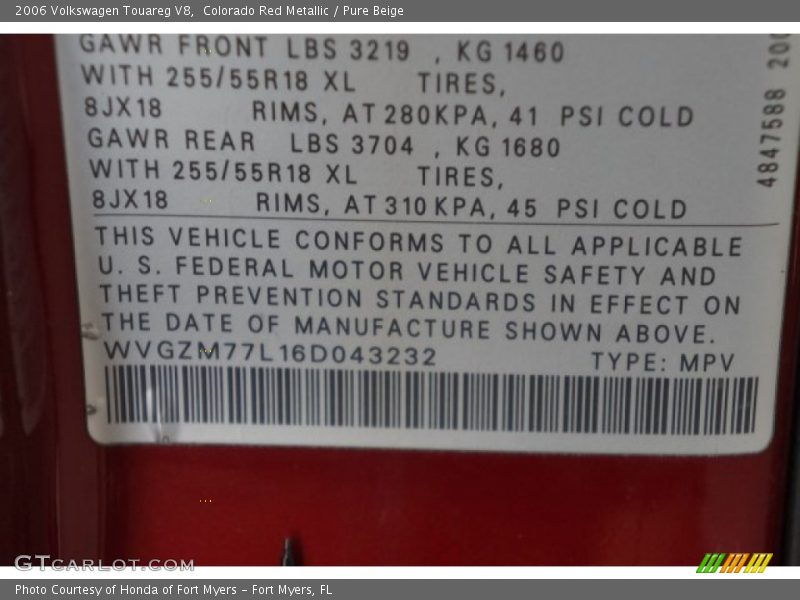 2006 Volkswagen Touareg V8,  Colorado Red Metallic / Pure Beige
GAWR FRONT LBS 3219 , KG 1460
WITH 255/55R18 XL TIRES,
8JX18 RIMS, AT 280KPA, 41 PSI COLD
GAWR REAR LBS 3704 , KG 1680
WITH 255/55R18 XL TIRES,
8JX18 RIMS, AT 310 KPA, 45 PSI COLD
4847588
THIS VEHICLE CONFORMS TO ALL APPLICABLE
U. S. FEDERAL MOTOR VEHICLE SAFETY AND
THEFT PREVENTION STANDARDS IN EFFECT ON
THE DATE OF MANUFACTURE SHOWN ABOVE.
WVGZM77L16D043232 TYPE: MPV
GTCARLOT.COM
Photo Courtesy of Honda of Fort Myers - Fort Myers, FL